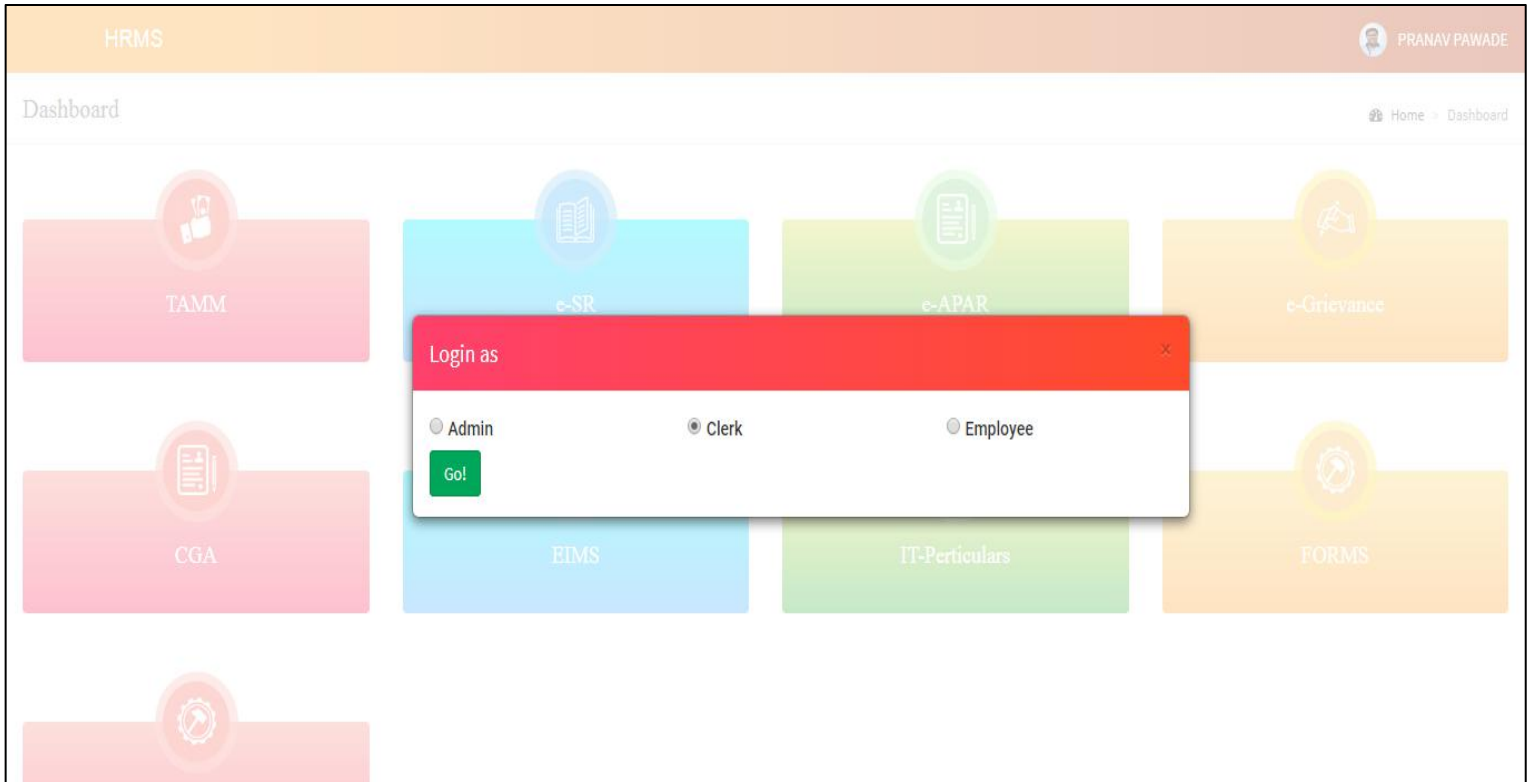 HRMS
PRANAV PAWADE
Dashboard
Home > Dashboard
TAMM
e-SR
e-APAR
e-Grievance
Login as
x
Admin
Clerk
Employee
Go!
CGA
EIMS
IT-Perticulars
FORMS